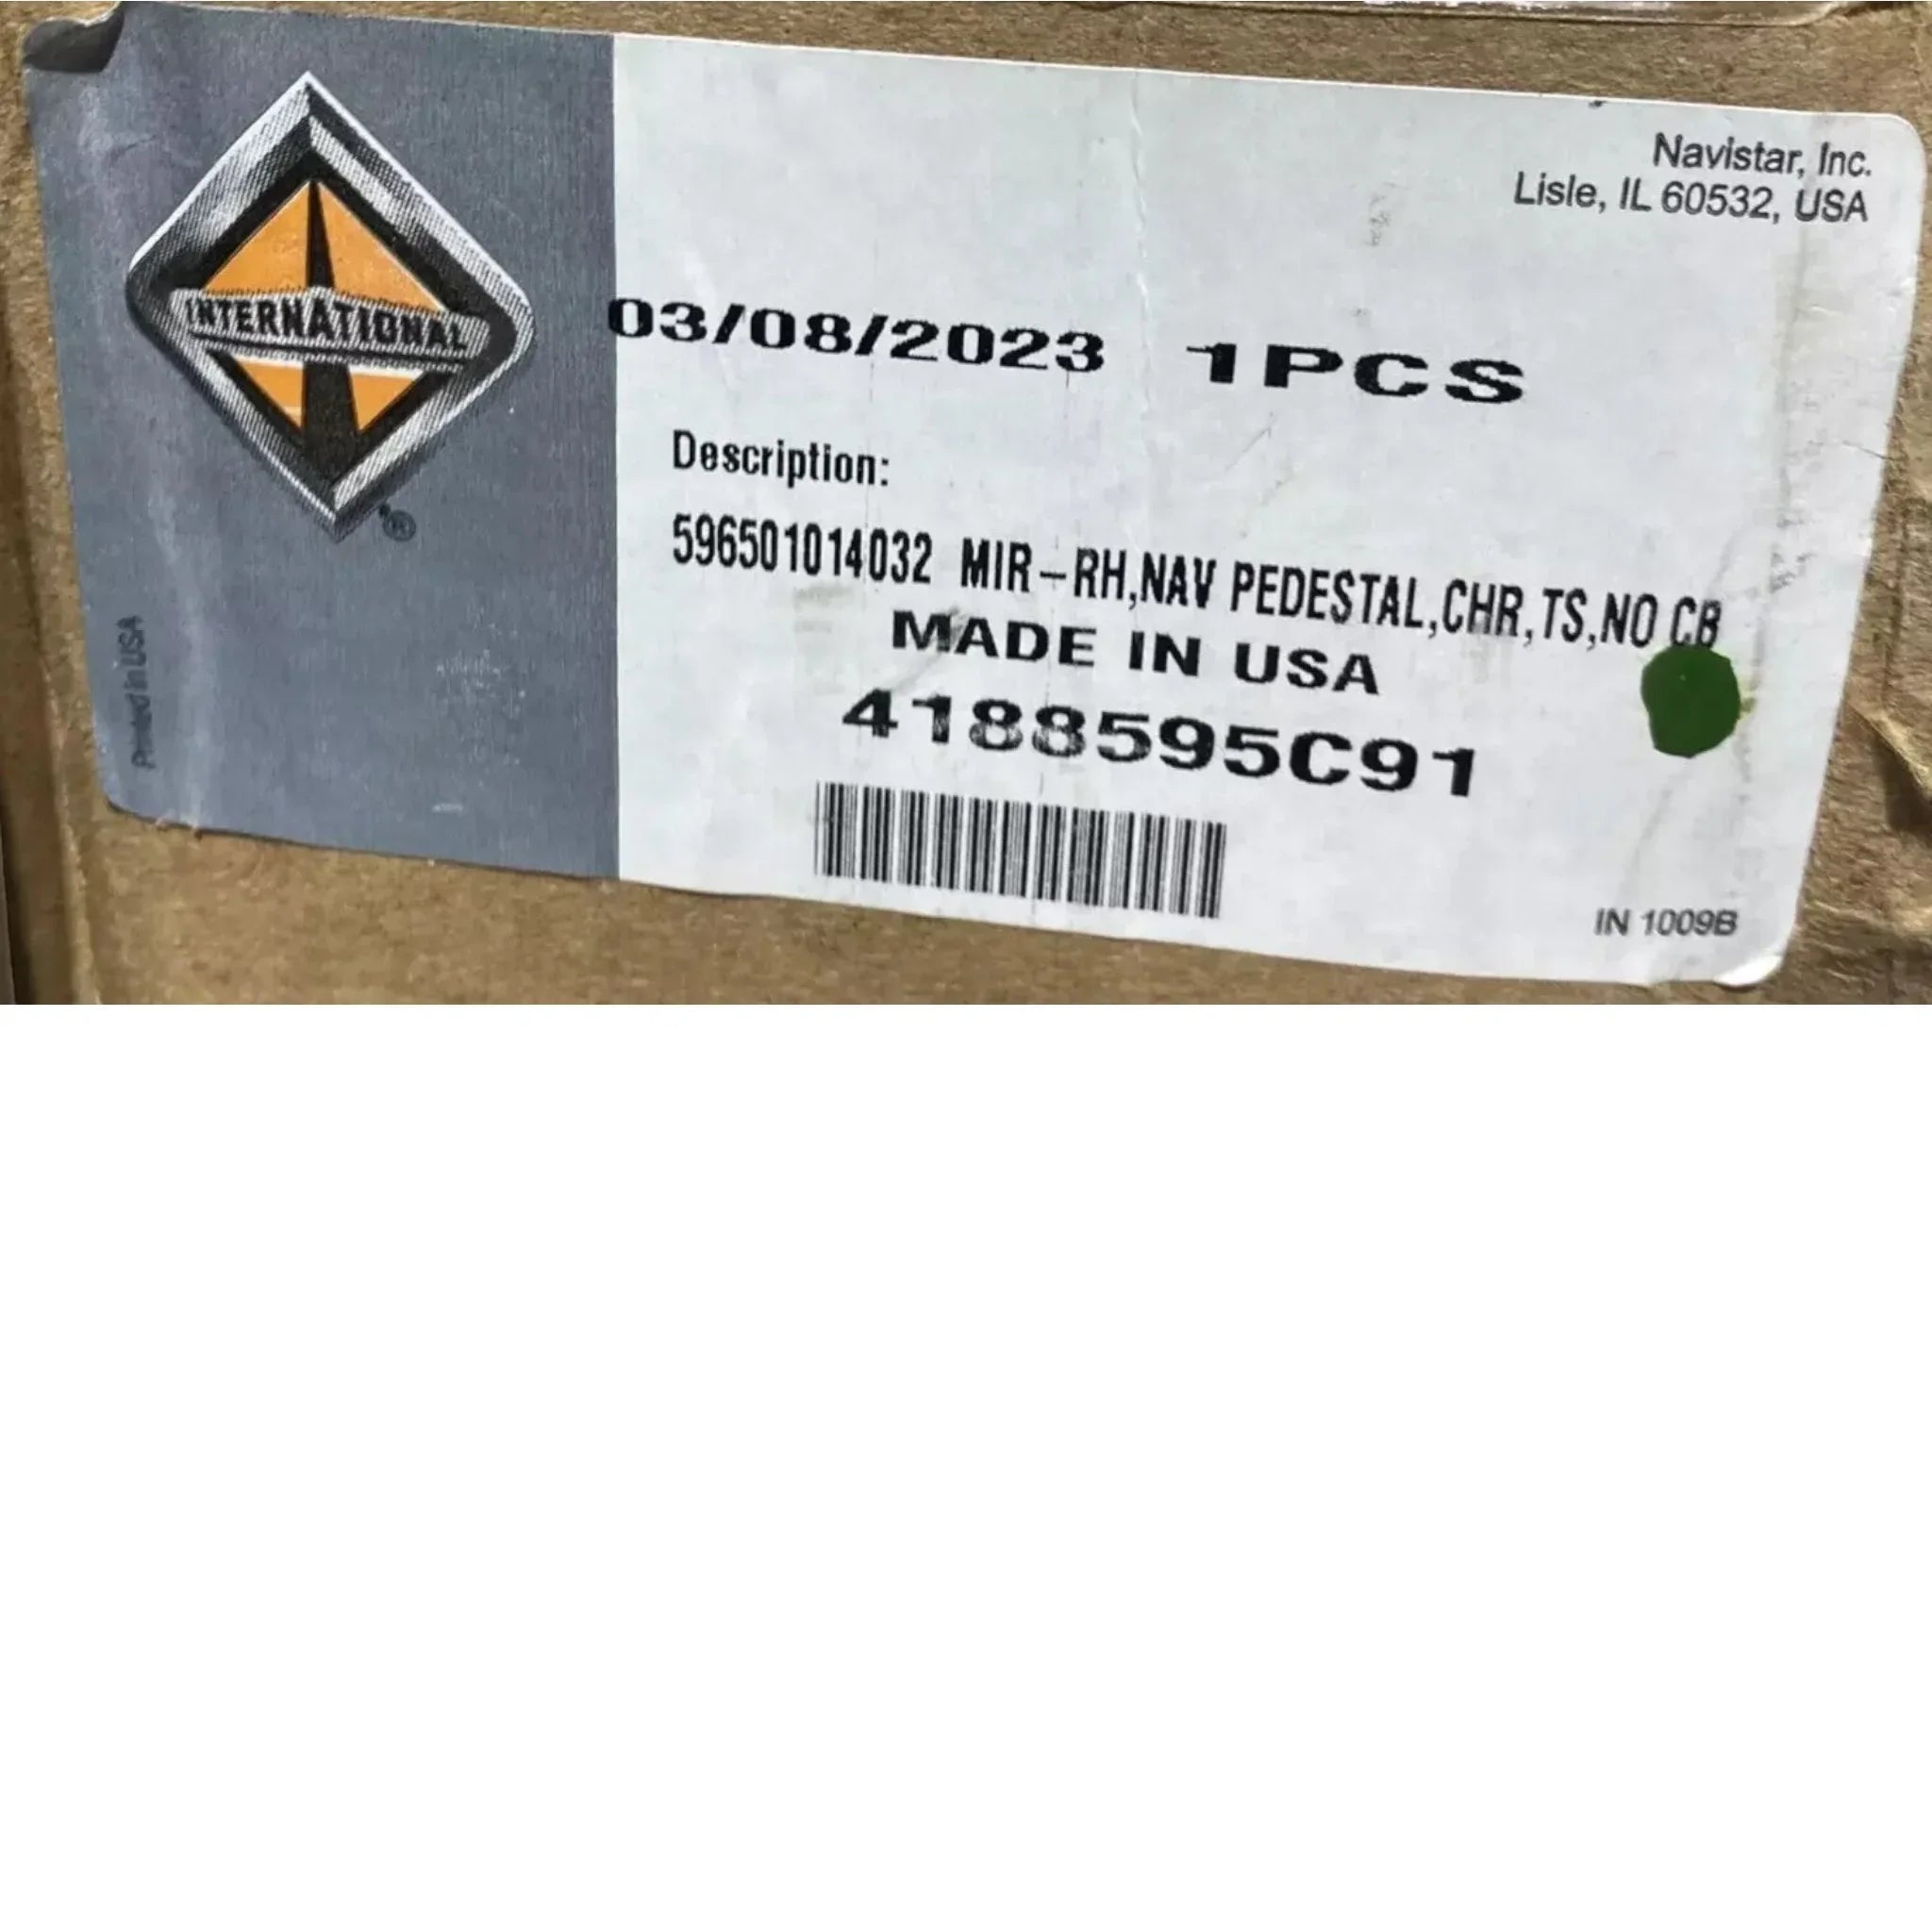 INTERNATIONAL
®
Navistar, Inc.
Lisle, IL 60532, USA
03/08/2023 1PCS
Description:
596501014032 MIR-RH,NAV PEDESTAL,CHR,TS,NO CB
MADE IN USA
4188595C91
IN 1009B
Printed in USA